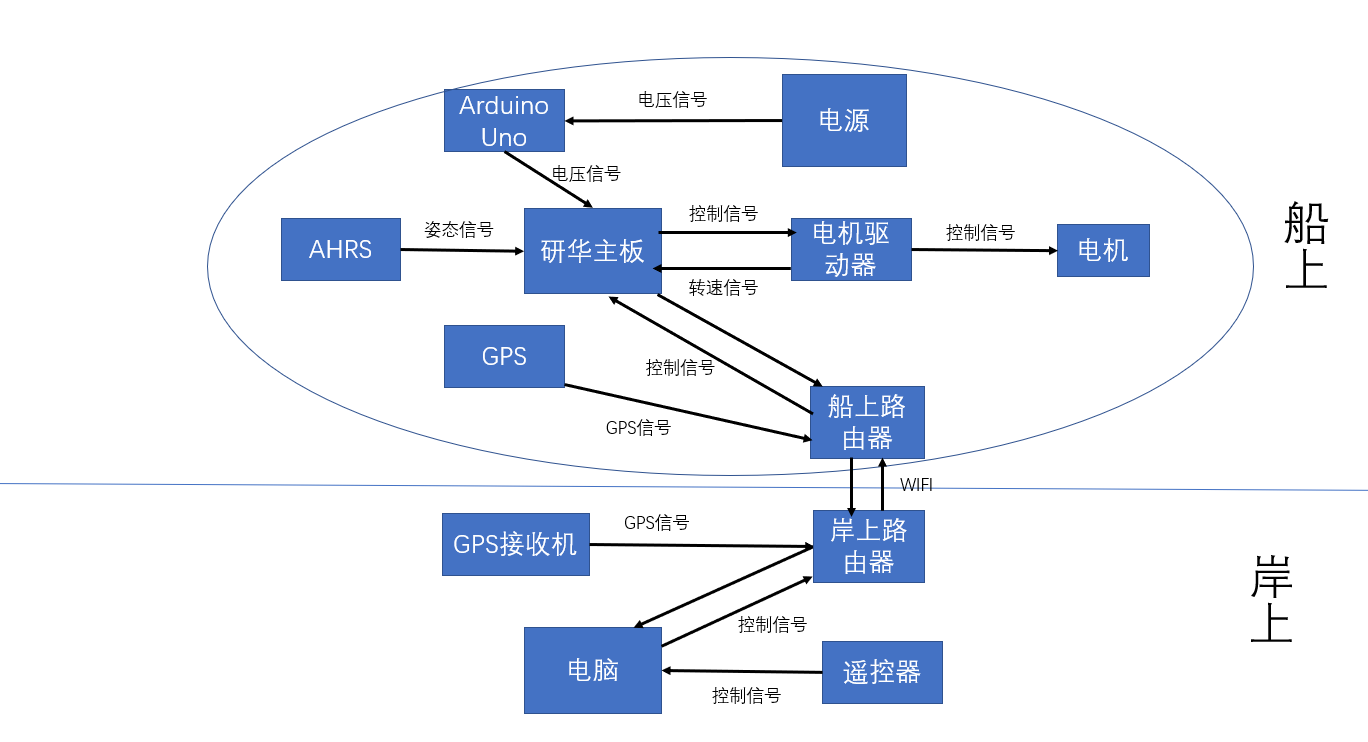 Arduino
Uno
电压信号
电源
电压信号
AHRS
姿态信号
研华主板
控制信号
转速信号
电机驱
动器
控制信号
电机
船
上
GPS
控制信号
GPS信号
船上路
由器
WIFI
GPS接收机
GPS信号
岸上路
由器
岸
上
电脑
控制信号
控制信号
遥控器